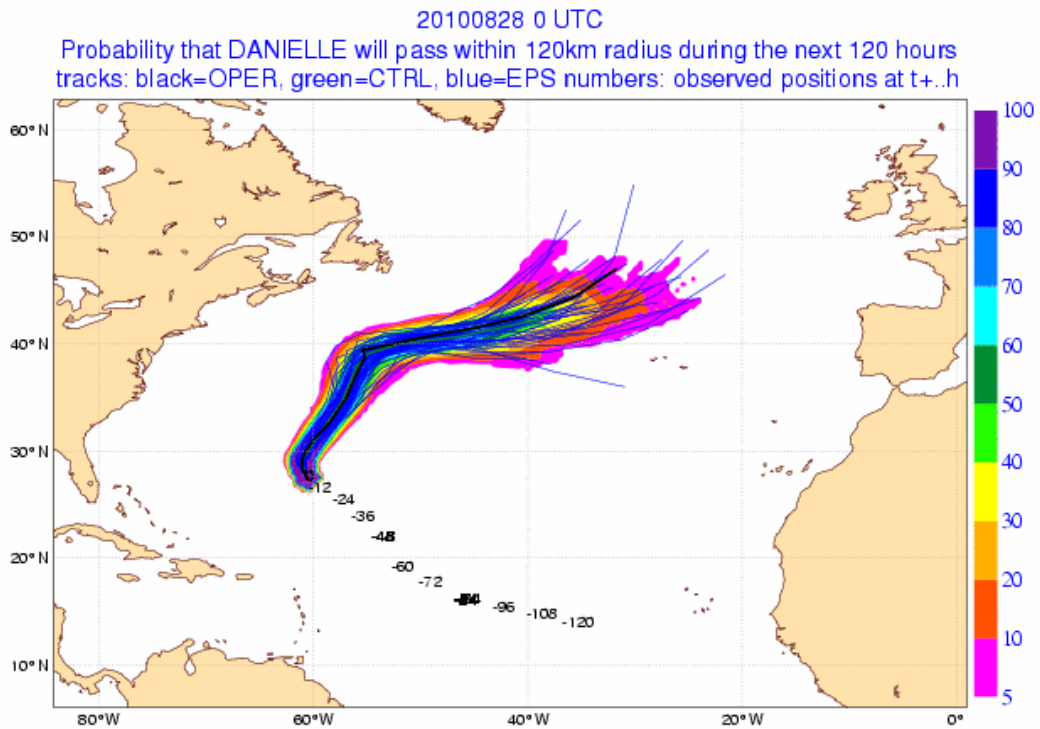 20100828 0 UTC
Probability that DANIELLE will pass within 120km radius during the next 120 hours
tracks: black=OPER, green=CTRL, blue=EPS numbers: observed positions at t+..h
100
60°N
90
50°N
80
70
40°N
60
50
30°N
C
-12
40
-24
-36
30
20°N
-60
-72
20
-96
-108
-120
10
10°N
5
80°W
60°W
40°W
20°W
0°